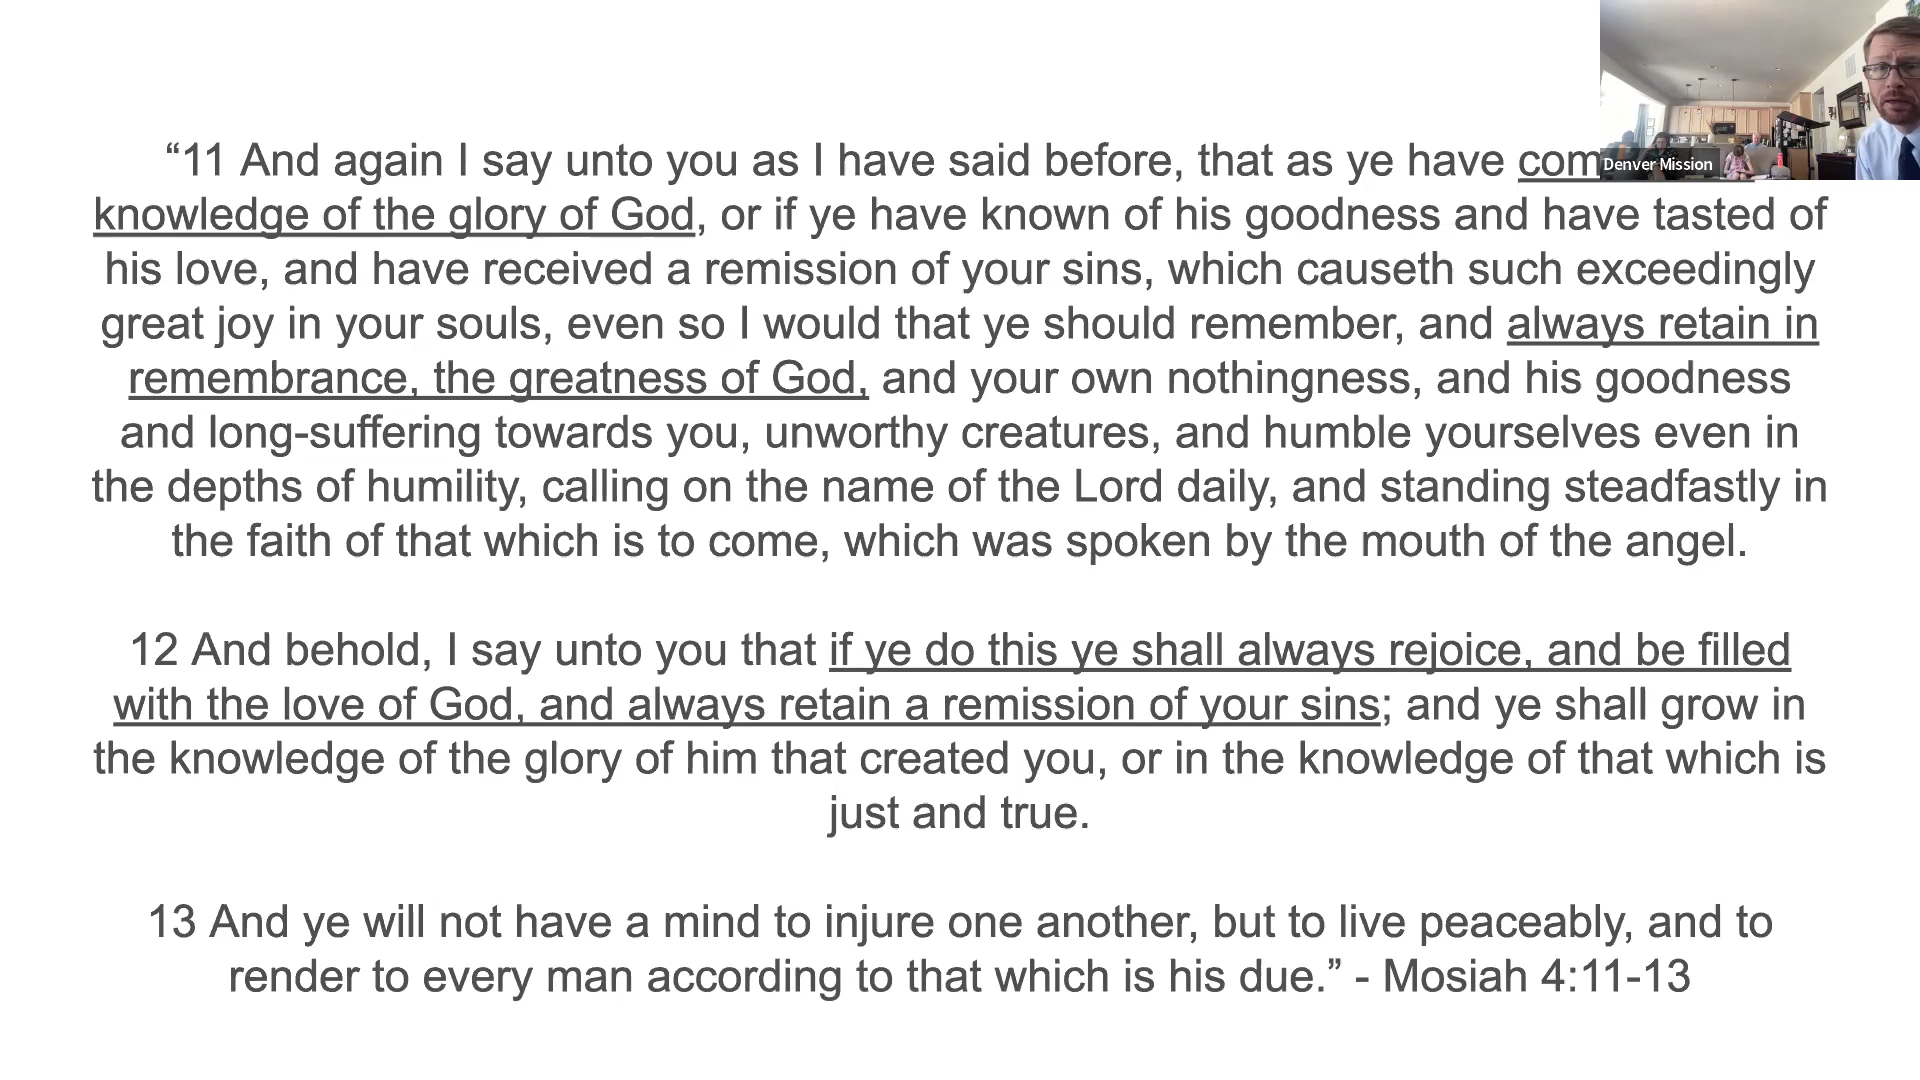 “11 And again I say unto you as I have said before, that as ye have
Denver Mission
knowledge of the glory of God, or if ye have known of his goodness and have tasted of
his love, and have received a remission of your sins, which causeth such exceedingly
great joy in your souls, even so I would that ye should remember, and always retain in
remembrance, the greatness of God, and your own nothingness, and his goodness
and long-suffering towards you, unworthy creatures, and humble yourselves even in
the depths of humility, calling on the name of the Lord daily, and standing steadfastly in
the faith of that which is to come, which was spoken by the mouth of the angel.
12 And behold, I say unto you that if ye do this ye shall always rejoice, and be filled
with the love of God, and always retain a remission of your sins; and ye shall grow in
the knowledge of the glory of him that created you, or in the knowledge of that which is
just and true.
13 And ye will not have a mind to injure one another, but to live peaceably, and to
render to every man according to that which is his due.” - Mosiah 4:11-13